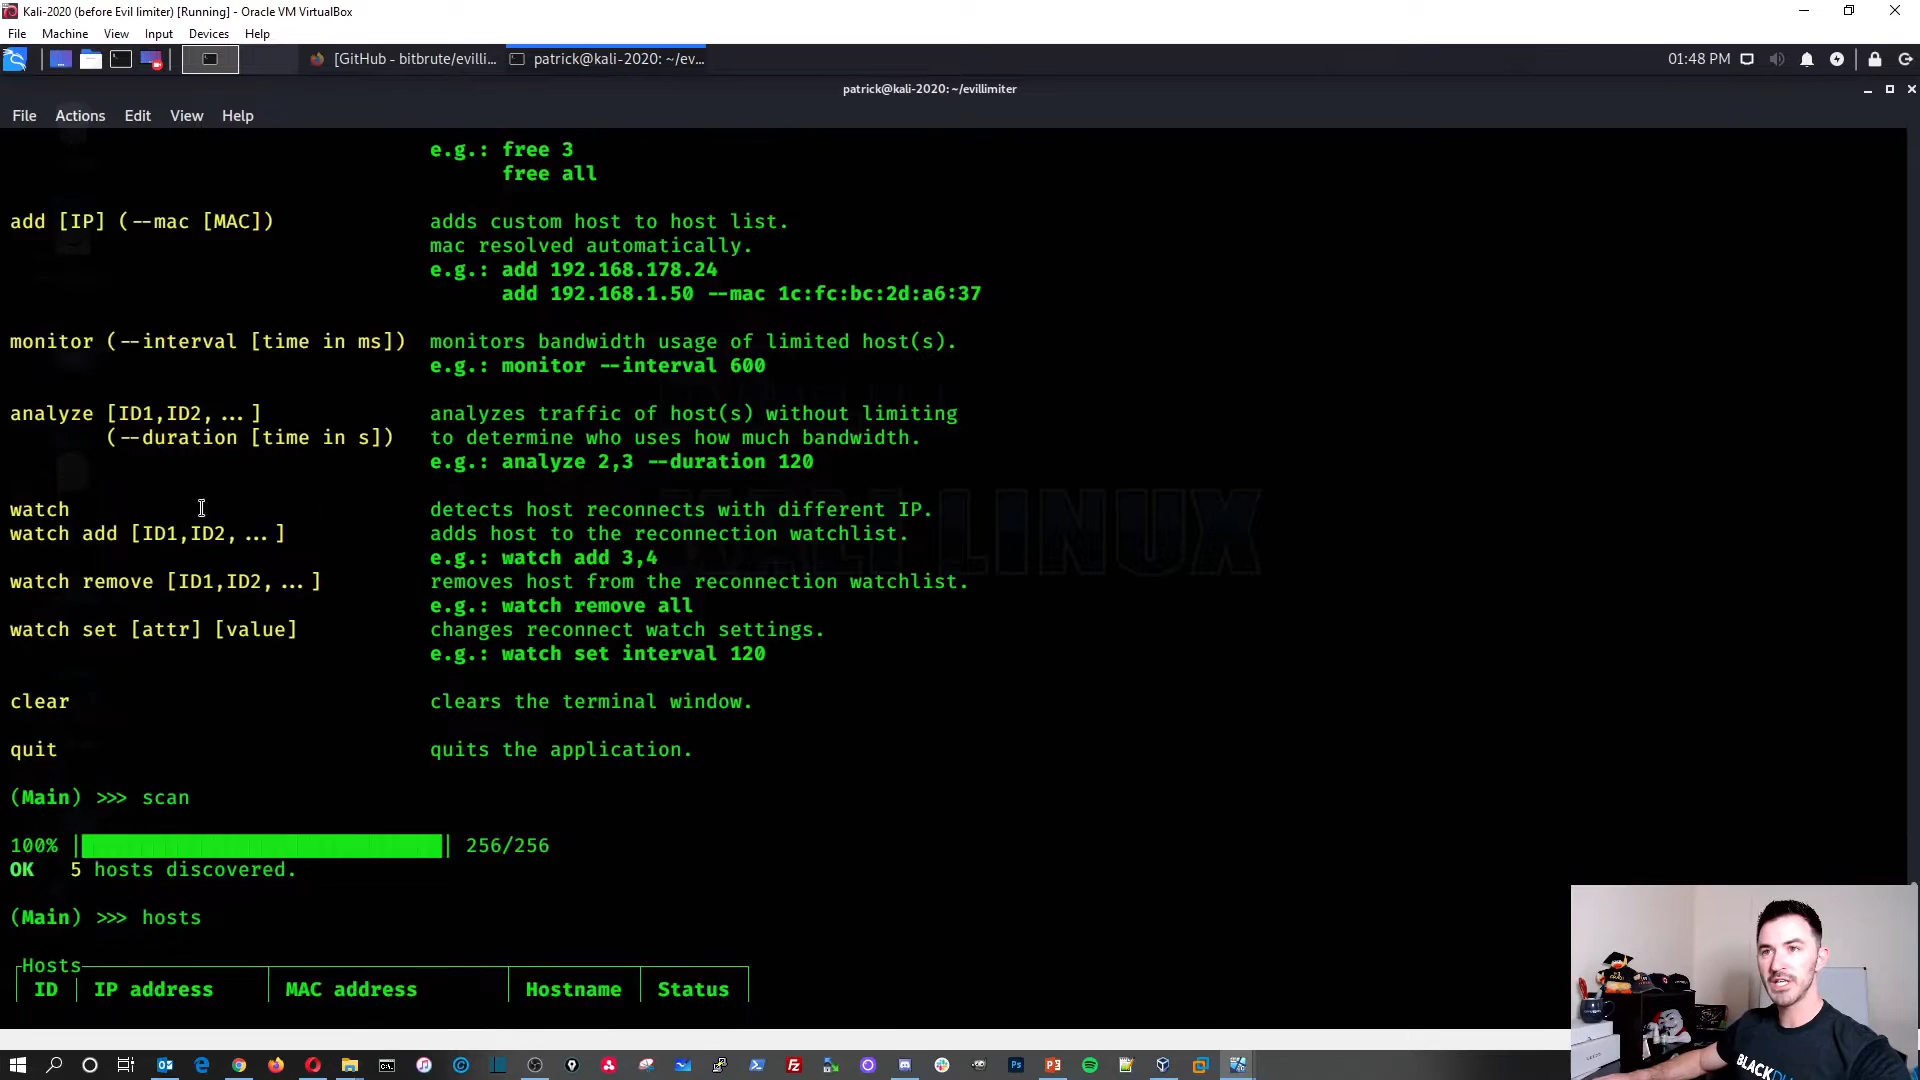 Kali-2020 (before Evil limiter) [Running] - Oracle VM VirtualBox
File Machine View Input Devices Help
[GitHub - bitbrute/evilli... patrick@kali-2020: ~/ev... 01:48 PM
patrick@kali-2020: ~/evillimiter
File Actions Edit View Help
e.g.: free 3
free all
add [IP] (--mac [MAC]) adds custom host to host list.
mac resolved automatically.
e.g.: add 192.168.178.24
add 192.168.1.50 --mac 1c:fc:bc:2d:a6:37
monitor (--interval [time in ms]) monitors bandwidth usage of limited host(s).
e.g.: monitor --interval 600
analyze [ID1,ID2,...] analyzes traffic of host(s) without limiting
(--duration [time in s]) to determine who uses how much bandwidth.
e.g.: analyze 2,3 --duration 120
watch detects host reconnects with different IP.
watch add [ID1,ID2,...] adds host to the reconnection watchlist.
e.g.: watch add 3,4
watch remove [ID1,ID2,...] removes host from the reconnection watchlist.
e.g.: watch remove all
watch set [attr] [value] changes reconnect watch settings.
e.g.: watch set interval 120
clear clears the terminal window.
quit quits the application.
(Main) >>> scan
100% 256/256
OK 5 hosts discovered.
(Main) >>> hosts
Hosts
ID IP address MAC address Hostname Status
KALI LINUX